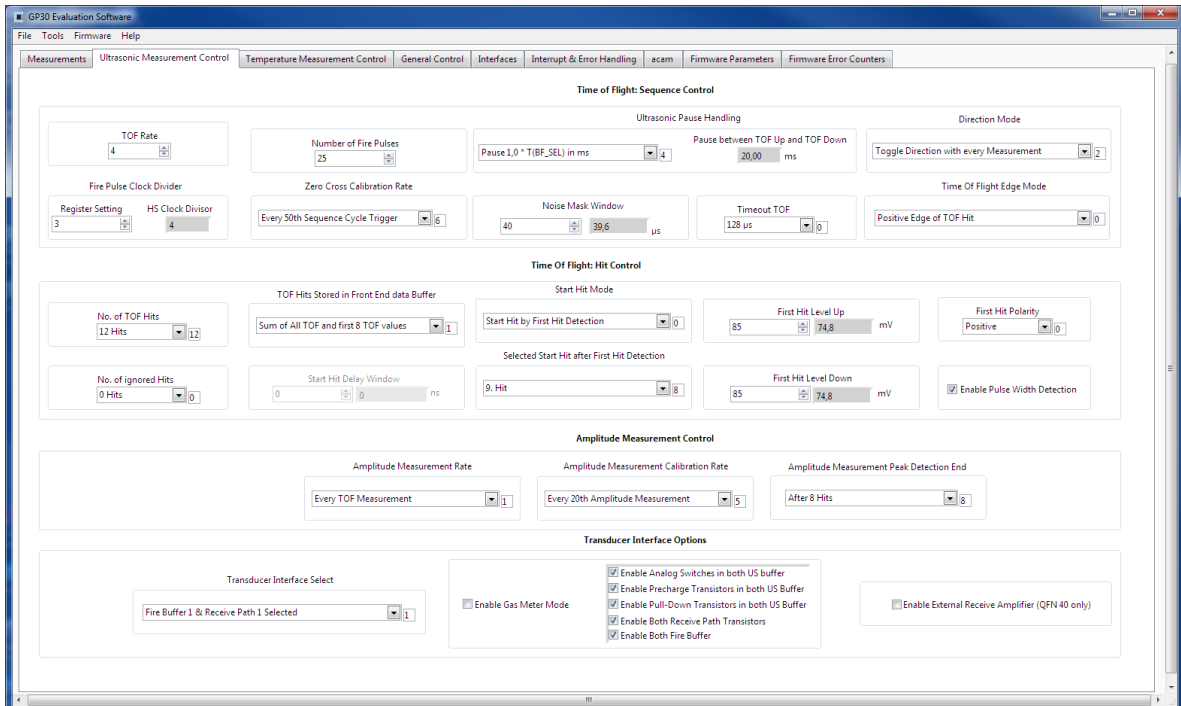 GP30 Evaluation Software
File Tools Firmware Help
Measurements Ultrasonic Measurement Control Temperature Measurement Control General Control Interfaces Interrupt & Error Handling acam Firmware Parameters Firmware Error Counters
Time of Flight: Sequence Control
TOF Rate
4
Number of Fire Pulses
25
Ultrasonic Pause Handling
Pause 1,0 * T(BF_SEL) in ms 4
Pause between TOF Up and TOF Down
20,00 ms
Direction Mode
Toggle Direction with every Measurement 2
Fire Pulse Clock Divider
Register Setting HS Clock Divisor
3 4
Zero Cross Calibration Rate
Every 50th Sequence Cycle Trigger 6
Noise Mask Window
40 39,6 µs
Timeout TOF
128 µs 0
Time Of Flight Edge Mode
Positive Edge of TOF Hit 0
Time Of Flight: Hit Control
No. of TOF Hits
12 Hits 12
TOF Hits Stored in Front End data Buffer
Sum of All TOF and first 8 TOF values 1
Start Hit Mode
Start Hit by First Hit Detection 0
First Hit Level Up
85 74,8 mV
First Hit Polarity
Positive 0
No. of ignored Hits
0 Hits 0
Start Hit Delay Window
0 0 ns
Selected Start Hit after First Hit Detection
9. Hit 8
First Hit Level Down
85 74,8 mV
Enable Pulse Width Detection
Amplitude Measurement Control
Amplitude Measurement Rate
Every TOF Measurement 1
Amplitude Measurement Calibration Rate
Every 20th Amplitude Measurement 5
Amplitude Measurement Peak Detection End
After 8 Hits 8
Transducer Interface Options
Transducer Interface Select
Fire Buffer 1 & Receive Path 1 Selected 1
Enable Gas Meter Mode
Enable Analog Switches in both US buffer
Enable Precharge Transistors in both US Buffer
Enable Pull-Down Transistors in both US Buffer
Enable Both Receive Path Transistors
Enable Both Fire Buffer
Enable External Receive Amplifier (QFN 40 only)